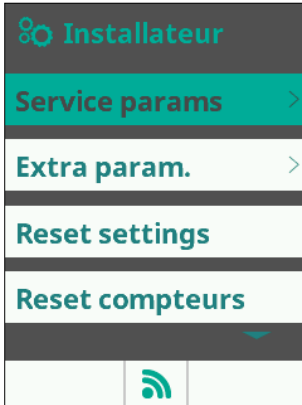 Installateur
Service params
Extra param.
Reset settings
Reset compteurs